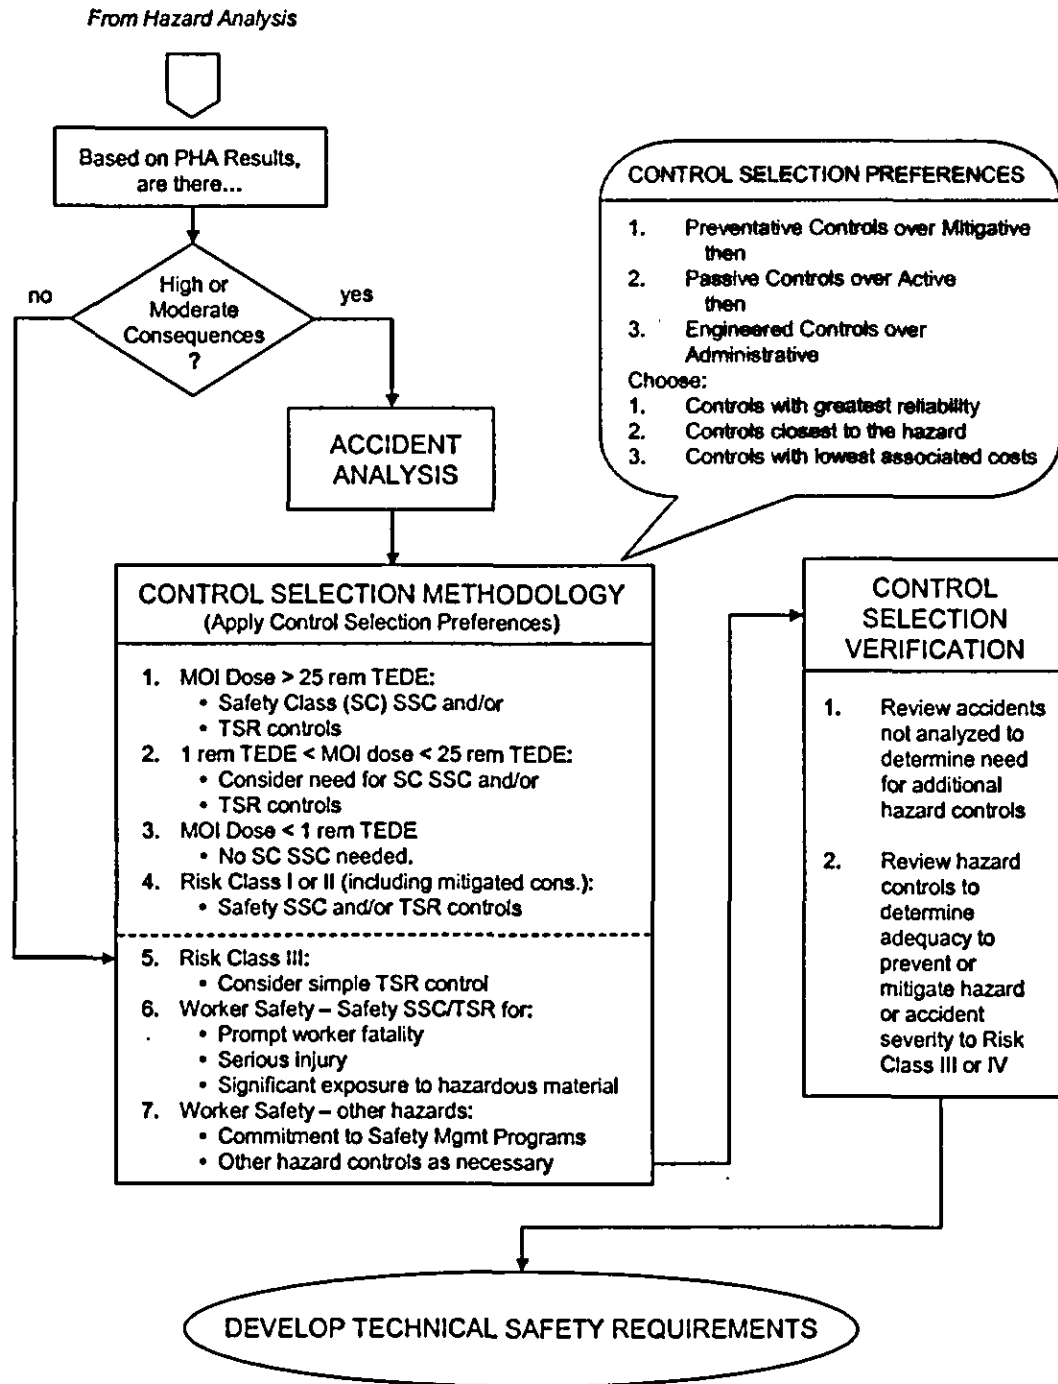 From Hazard Analysis
Based on PHA Results,
are there...
no
High or
Moderate
Consequences
?
yes
ACCIDENT
ANALYSIS
CONTROL SELECTION PREFERENCES
1. Preventative Controls over Mitigative
then
2. Passive Controls over Active
then
3. Engineered Controls over
Administrative
Choose:
1. Controls with greatest reliability
2. Controls closest to the hazard
3. Controls with lowest associated costs
CONTROL SELECTION METHODOLOGY
(Apply Control Selection Preferences)
1. MOI Dose > 25 rem TEDE:
• Safety Class (SC) SSC and/or
• TSR controls
2. 1 rem TEDE < MOI dose < 25 rem TEDE:
• Consider need for SC SSC and/or
• TSR controls
3. MOI Dose < 1 rem TEDE
• No SC SSC needed.
4. Risk Class I or II (including mitigated cons.):
• Safety SSC and/or TSR controls
5. Risk Class III:
• Consider simple TSR control
6. Worker Safety – Safety SSC/TSR for:
• Prompt worker fatality
• Serious injury
• Significant exposure to hazardous material
7. Worker Safety – other hazards:
• Commitment to Safety Mgmt Programs
• Other hazard controls as necessary
CONTROL
SELECTION
VERIFICATION
1. Review accidents
not analyzed to
determine need
for additional
hazard controls
2. Review hazard
controls to
determine
adequacy to
prevent or
mitigate hazard
or accident
severity to Risk
Class III or IV
DEVELOP TECHNICAL SAFETY REQUIREMENTS